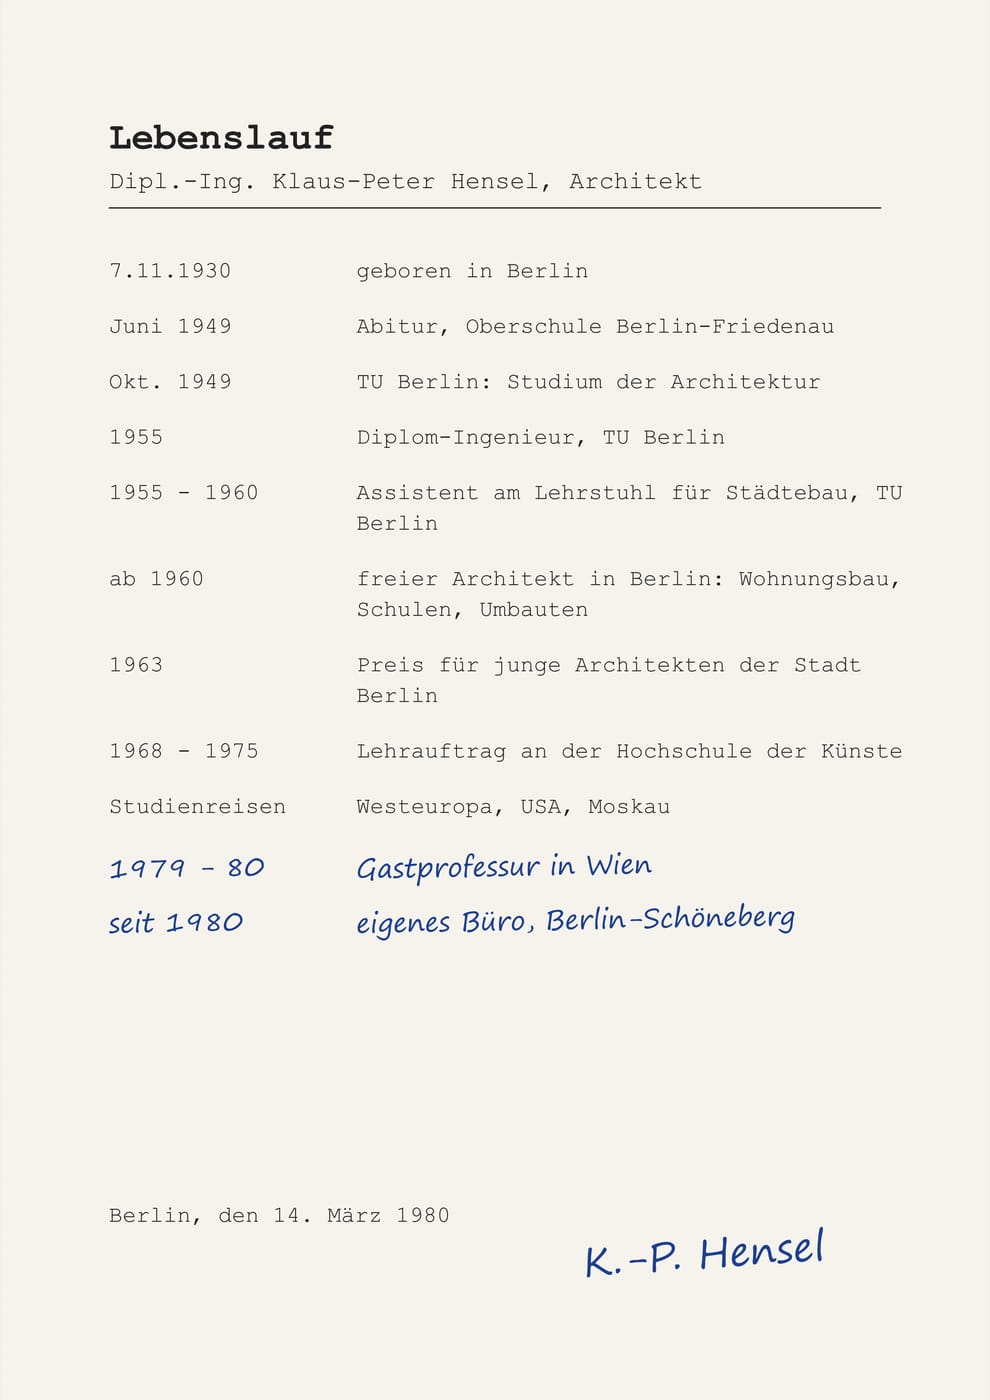 Lebenslauf
Dipl.-Ing. Klaus-Peter Hensel, Architekt
7.11.1930 geboren in Berlin
Juni 1949 Abitur, Oberschule Berlin-Friedenau
Okt. 1949 TU Berlin: Studium der Architektur
1955 Diplom-Ingenieur, TU Berlin
1955 - 1960 Assistent am Lehrstuhl für Städtebau, TU
Berlin
ab 1960 freier Architekt in Berlin: Wohnungsbau,
Schulen, Umbauten
1963 Preis für junge Architekten der Stadt
Berlin
1968 - 1975 Lehrauftrag an der Hochschule der Künste
Studienreisen Westeuropa, USA, Moskau
1979 - 80 Gastprofessur in Wien
seit 1980 eigenes Büro, Berlin-Schöneberg
Berlin, den 14. März 1980
K.-P. Hensel